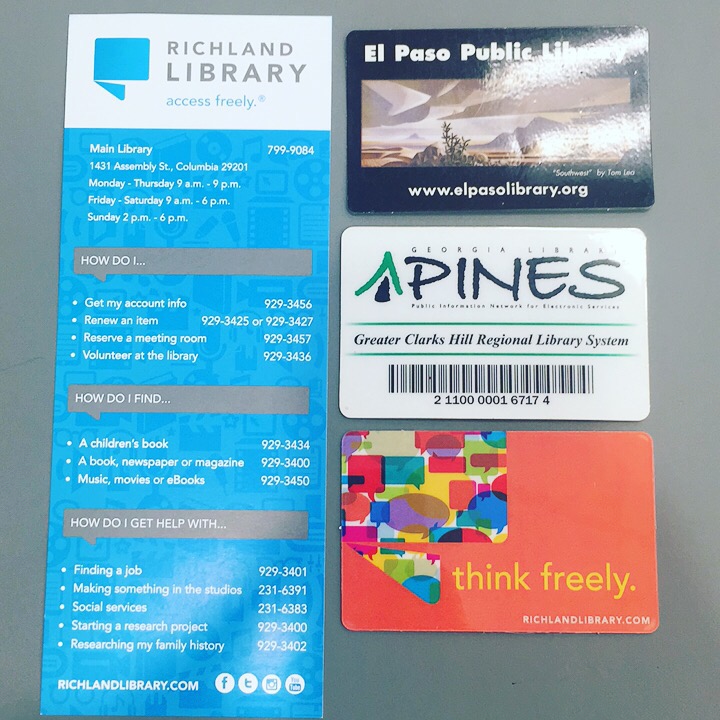 RICHLAND
LIBRARY
access freely.®
Main Library 799-9084
1431 Assembly St., Columbia 29201
Monday - Thursday 9 a.m. - 9 p.m.
Friday - Saturday 9 a.m. - 6 p.m.
Sunday 2 p.m. - 6 p.m.
HOW DO I...
• Get my account info 929-3456
• Renew an item 929-3425 or 929-3427
• Reserve a meeting room 929-3457
• Volunteer at the library 929-3436
HOW DO I FIND...
• A children's book 929-3434
• A book, newspaper or magazine 929-3400
• Music, movies or eBooks 929-3450
HOW DO I GET HELP WITH...
• Finding a job 929-3401
• Making something in the studios 231-6391
• Social services 231-6383
• Starting a research project 929-3400
• Researching my family history 929-3402
RICHLANDLIBRARY.COM
El Paso Public Library
"Southwest" by Tom Lea
www.elpasolibrary.org
GEORGIA LIBRARY
PINES
Public Information Network for Electronic Services
Greater Clarks Hill Regional Library System
2 1100 0001 6717 4
think freely.
RICHLANDLIBRARY.COM